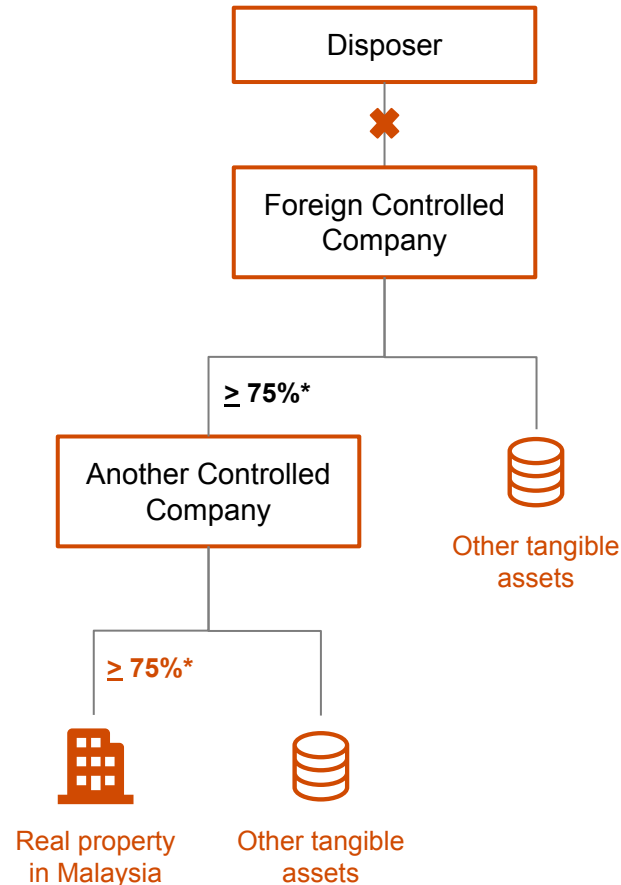 Disposer
Foreign Controlled
Company
≥ 75%*
Another Controlled
Company
Other tangible
assets
≥ 75%*
Real property
in Malaysia
Other tangible
assets